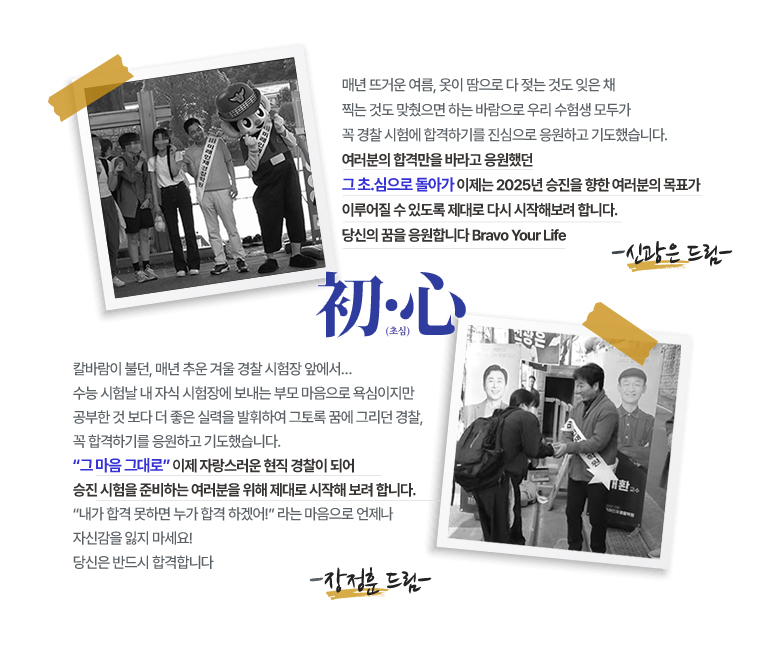 매년 뜨거운 여름, 옷이 땀으로 다 젖는 것도 잊은 채
찍는 것도 맞췄으면 하는 바람으로 우리 수험생 모두가
꼭 경찰 시험에 합격하기를 진심으로 응원하고 기도했습니다.
여러분의 합격만을 바라고 응원했던
그 초.심으로 돌아가 이제는 2025년 승진을 향한 여러분의 목표가
이루어질 수 있도록 제대로 다시 시작해보려 합니다.
당신의 꿈을 응원합니다 Bravo Your Life
-신광은 드림-
初·心
(초심)
칼바람이 불던, 매년 추운 겨울 경찰 시험장 앞에서...
수능 시험날 내 자식 시험장에 보내는 부모 마음으로 욕심이지만
공부한 것 보다 더 좋은 실력을 발휘하여 그토록 꿈에 그리던 경찰,
꼭 합격하기를 응원하고 기도했습니다.
“그 마음 그대로” 이제 자랑스러운 현직 경찰이 되어
승진 시험을 준비하는 여러분을 위해 제대로 시작해 보려 합니다.
“내가 합격 못하면 누가 합격 하겠어!” 라는 마음으로 언제나
자신감을 잃지 마세요!
당신은 반드시 합격합니다
-장정훈 드림-